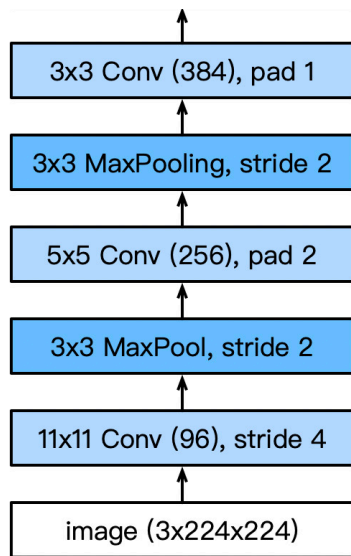 3x3 Conv (384), pad 1
3x3 MaxPooling, stride 2
5x5 Conv (256), pad 2
3x3 MaxPool, stride 2
11x11 Conv (96), stride 4
image (3x224x224)